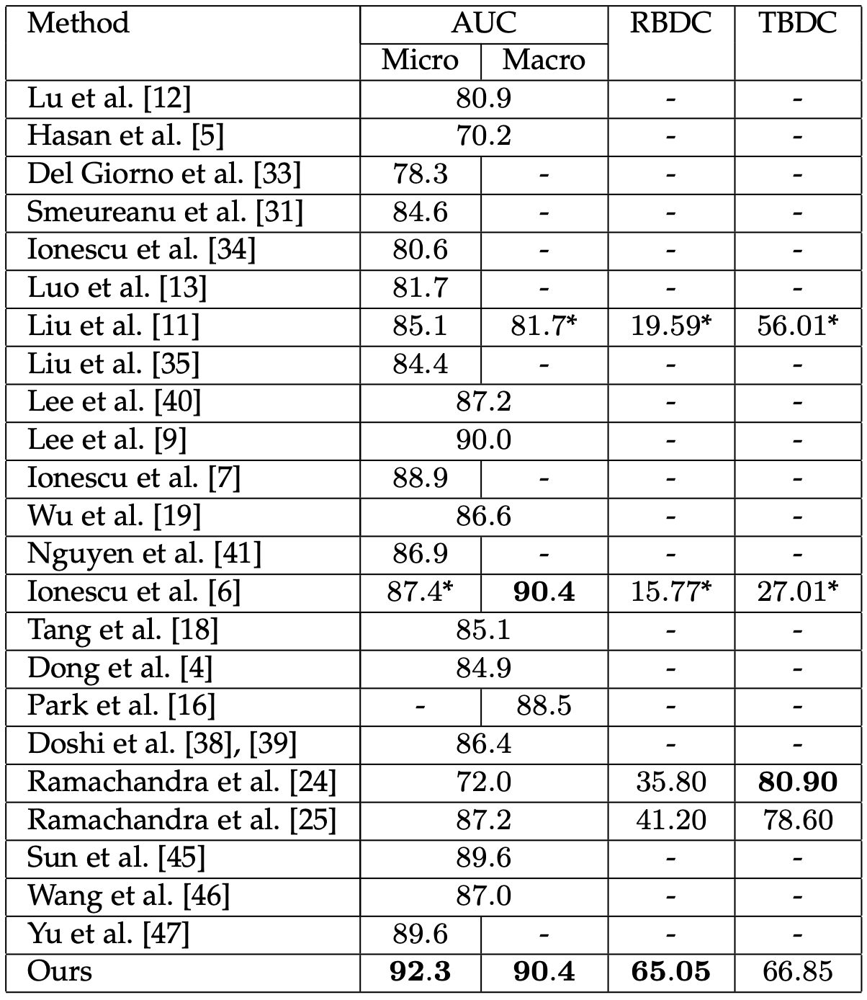 Method AUC RBDC TBDC
Micro Macro
Lu et al. [12] 80.9 - -
Hasan et al. [5] 70.2 - -
Del Giorno et al. [33] 78.3 - - -
Smeureanu et al. [31] 84.6 - - -
Ionescu et al. [34] 80.6 - - -
Luo et al. [13] 81.7 - - -
Liu et al. [11] 85.1 81.7* 19.59* 56.01*
Liu et al. [35] 84.4 - - -
Lee et al. [40] 87.2 - -
Lee et al. [9] 90.0 - -
Ionescu et al. [7] 88.9 - - -
Wu et al. [19] 86.6 - -
Nguyen et al. [41] 86.9 - - -
Ionescu et al. [6] 87.4* 90.4 15.77* 27.01*
Tang et al. [18] 85.1 - -
Dong et al. [4] 84.9 - -
Park et al. [16] - 88.5 - -
Doshi et al. [38], [39] 86.4 - -
Ramachandra et al. [24] 72.0 35.80 80.90
Ramachandra et al. [25] 87.2 41.20 78.60
Sun et al. [45] 89.6 - -
Wang et al. [46] 87.0 - -
Yu et al. [47] 89.6 - - -
Ours 92.3 90.4 65.05 66.85